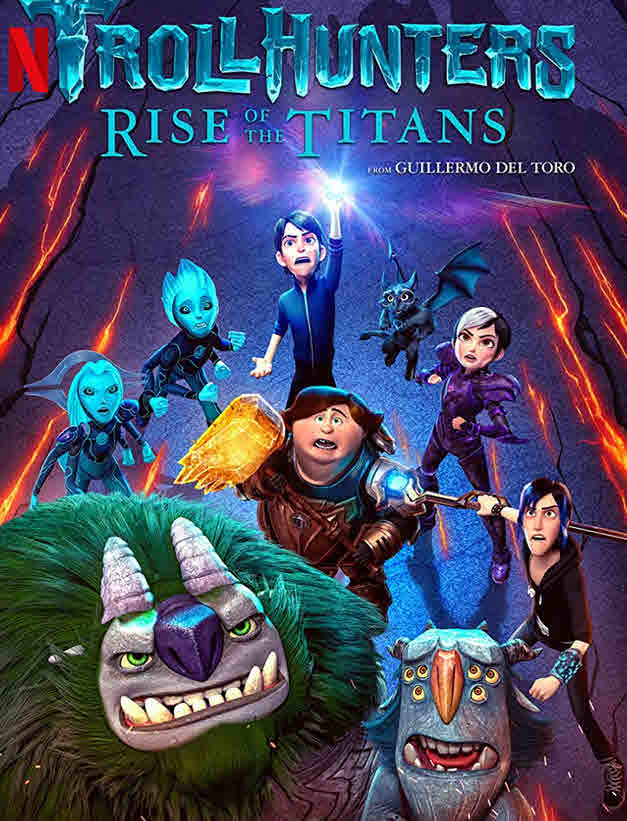 N
TROLLHUNTERS
RISE OF THE TITANS
FROM GUILLERMO DEL TORO